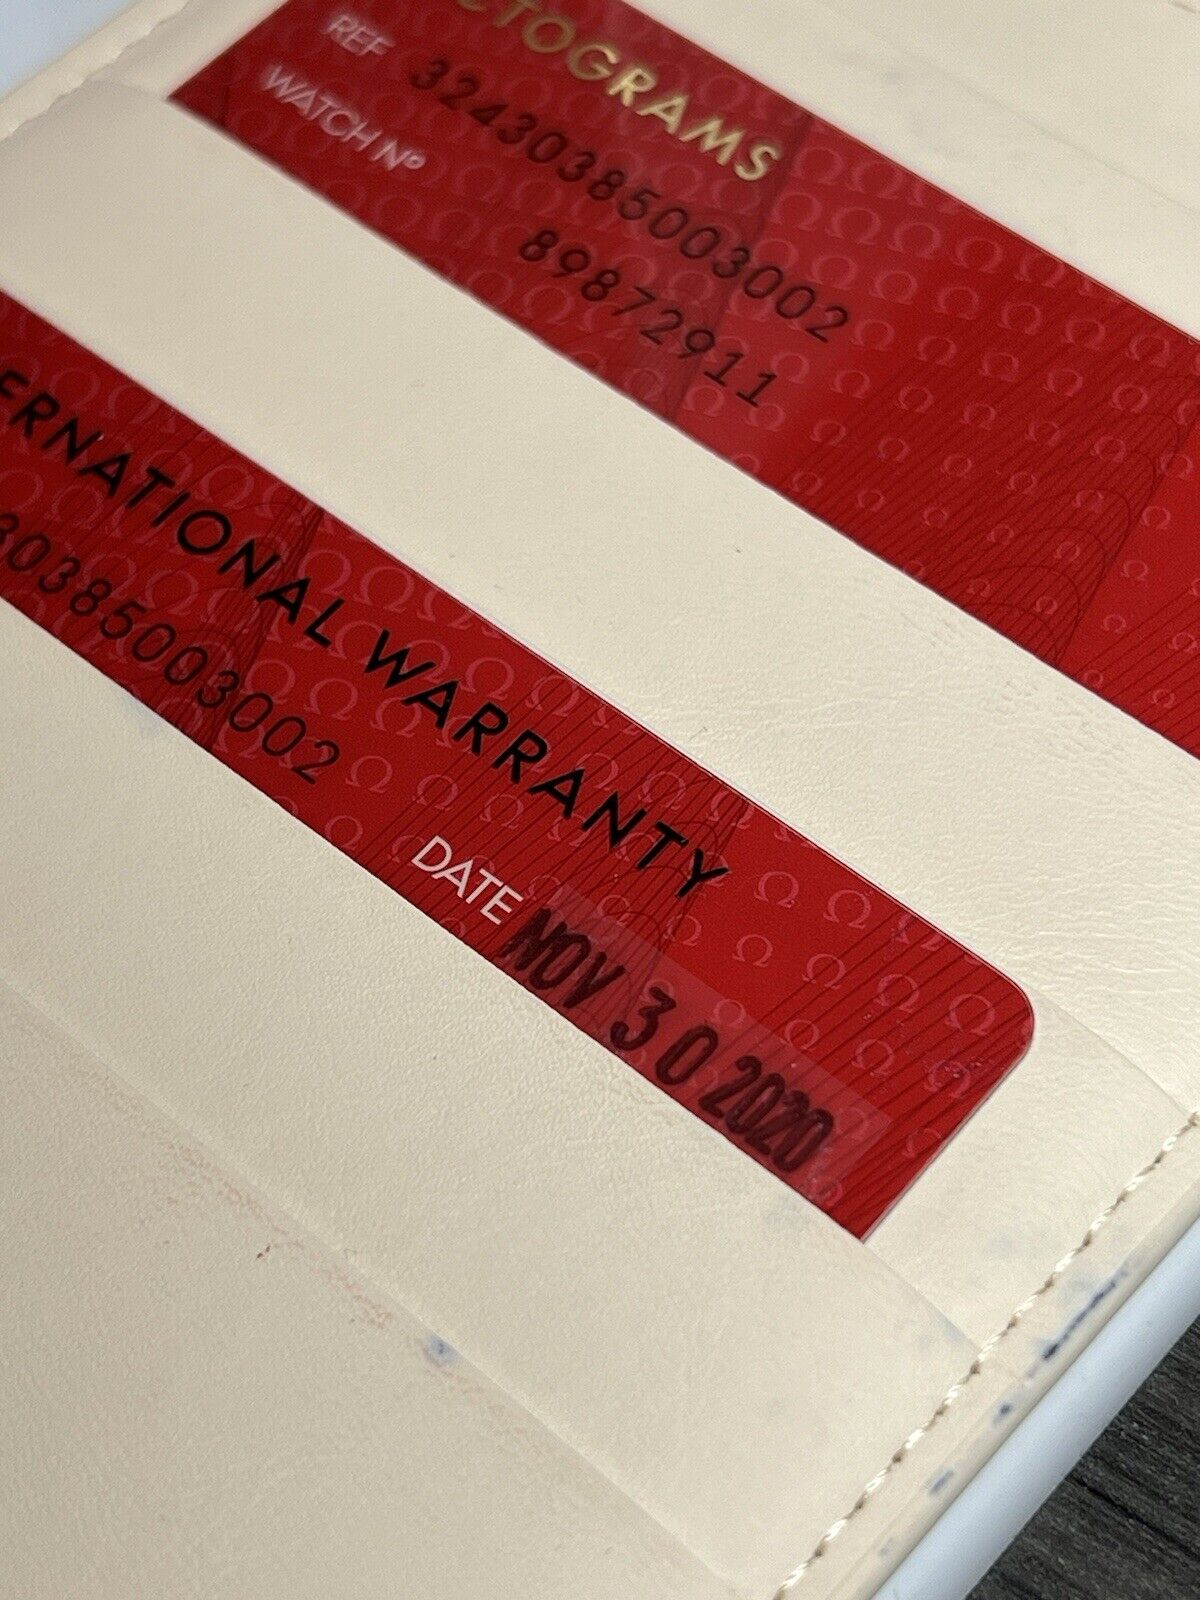 CTOGRAMS
REF 32430385003002
WATCH Nº 89872911
ERNATIONAL WARRANTY
30385003002
DATE NOV 30 2020